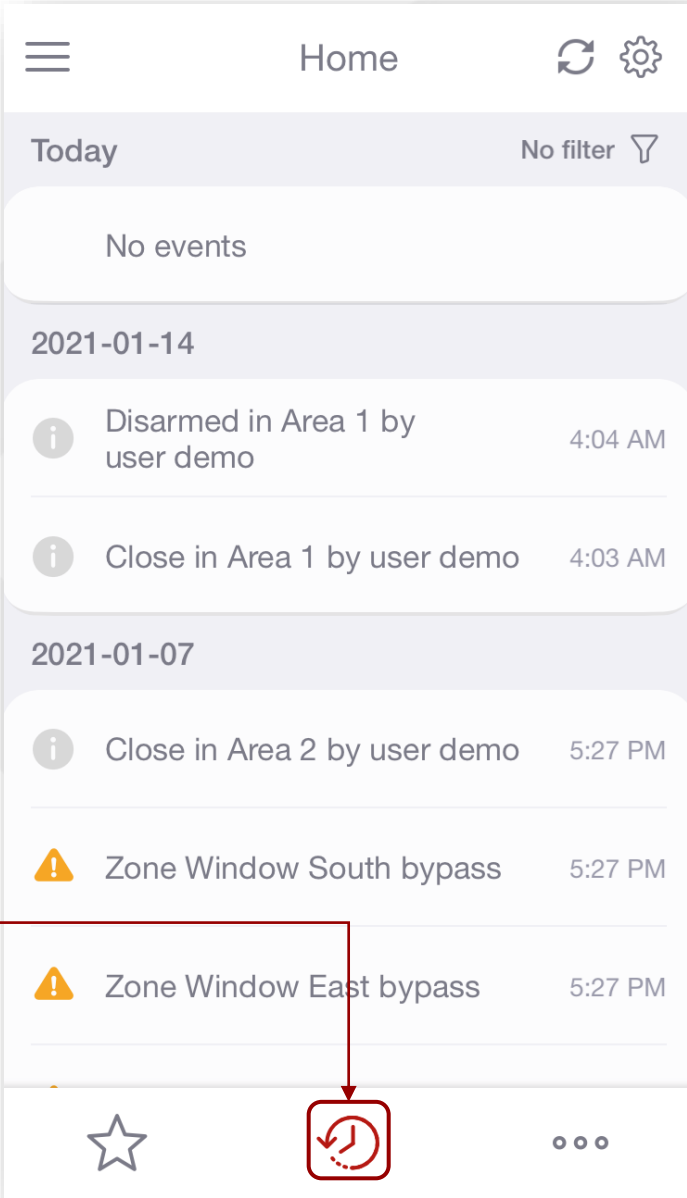 Home
Today
No filter
No events
2021-01-14
Disarmed in Area 1 by
user demo
4:04 AM
Close in Area 1 by user demo
4:03 AM
2021-01-07
Close in Area 2 by user demo
5:27 PM
Zone Window South bypass
5:27 PM
Zone Window East bypass
5:27 PM